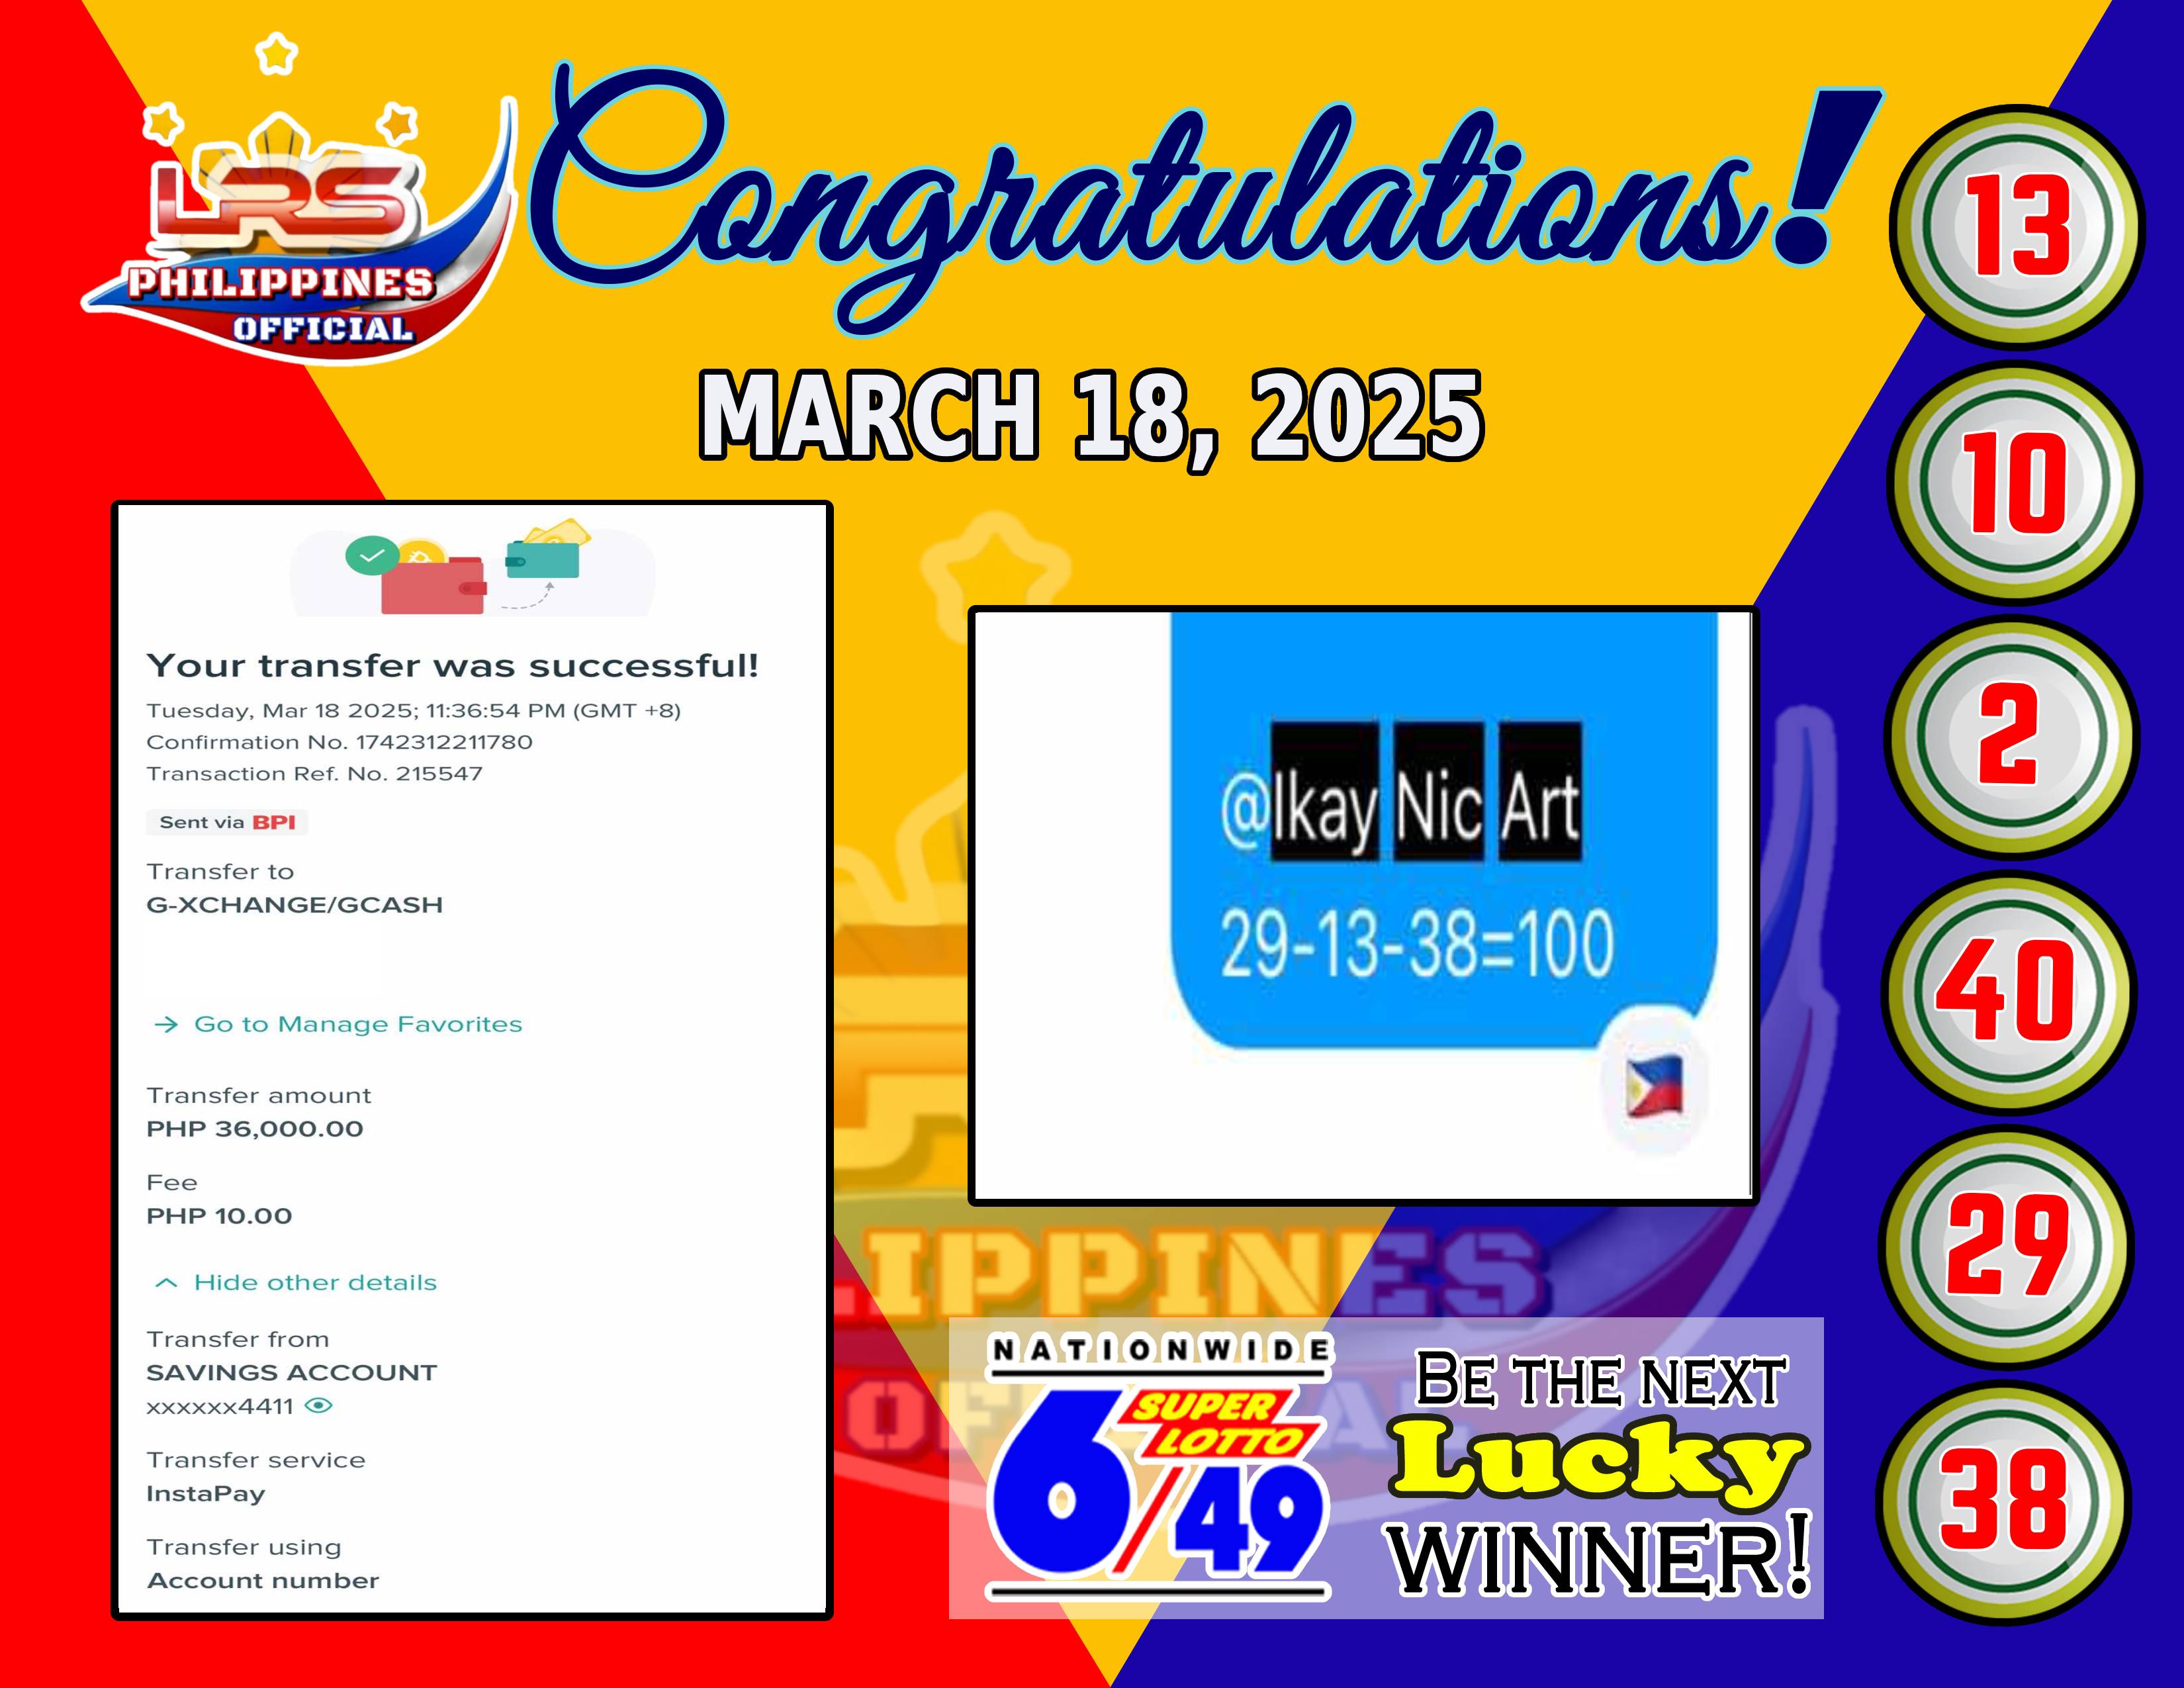 LRS
PHILIPPINES
OFFICIAL
Congratulations!
MARCH 18, 2025
Your transfer was successful!
Tuesday, Mar 18 2025; 11:36:54 PM (GMT +8)
Confirmation No. 1742312211780
Transaction Ref. No. 215547
Sent via BPI
Transfer to
G-XCHANGE/GCASH
→ Go to Manage Favorites
Transfer amount
PHP 36,000.00
Fee
PHP 10.00
Hide other details
Transfer from
SAVINGS ACCOUNT
xxxxxx4411
Transfer service
InstaPay
Transfer using
Account number
@Ikay Nic Art
29-13-38=100
LIPPINES
NATIONWIDE
SUPER
LOTTO
6/49
BE THE NEXT
Lucky
WINNER!
13
10
2
40
29
38